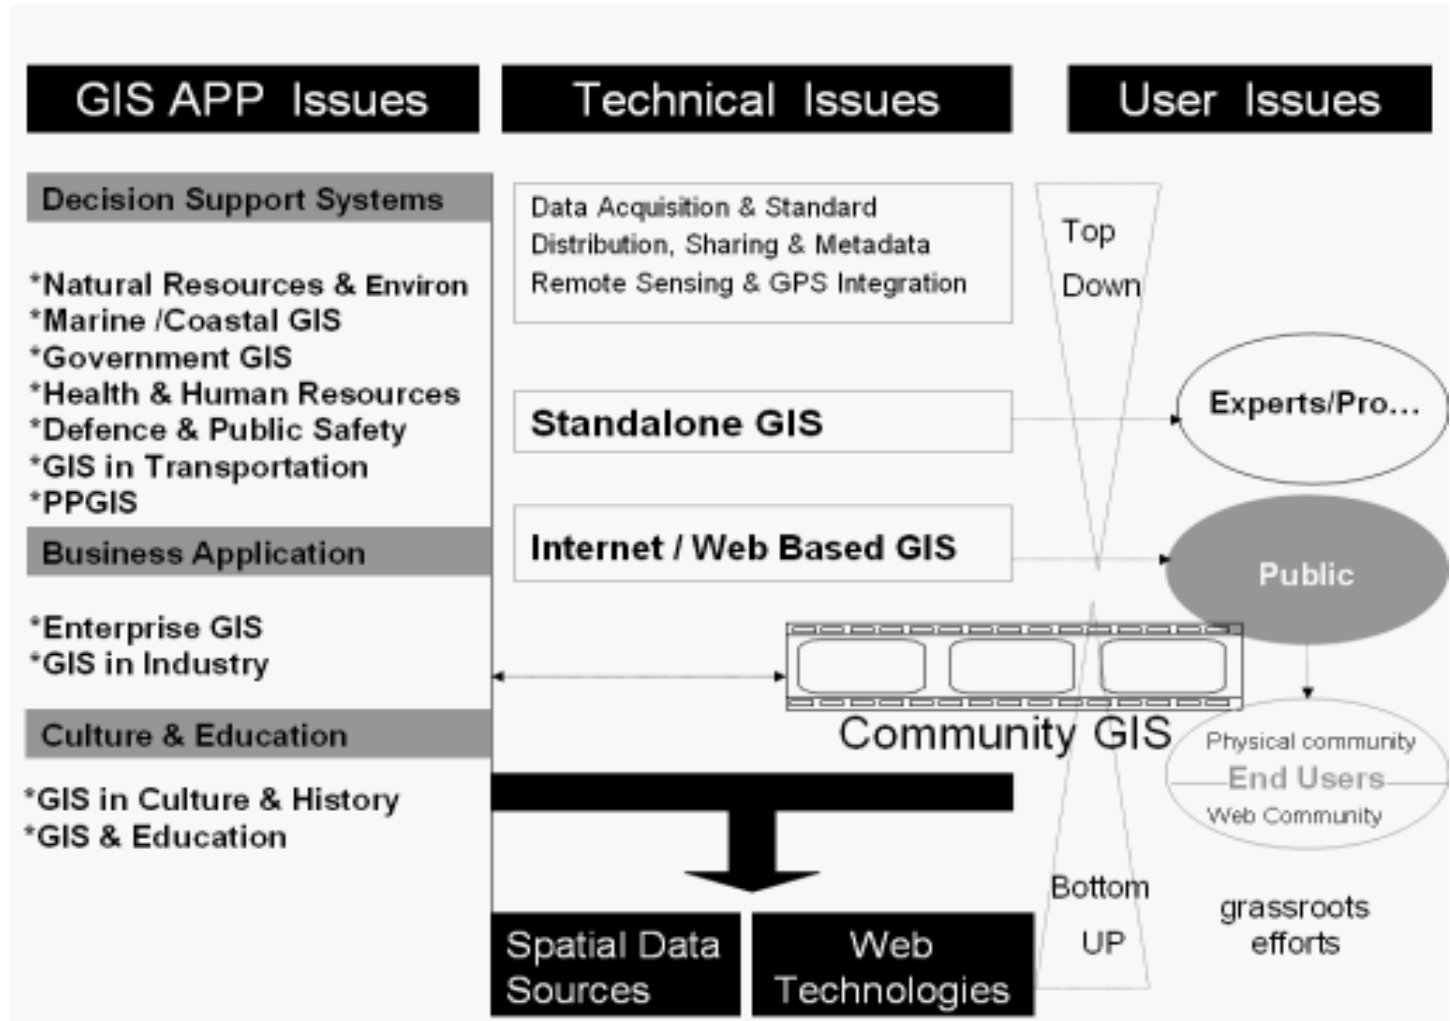 GIS APP Issues
Technical Issues
User Issues
Decision Support Systems
*Natural Resources & Environ
*Marine /Coastal GIS
*Government GIS
*Health & Human Resources
*Defence & Public Safety
*GIS in Transportation
*PPGIS
Business Application
*Enterprise GIS
*GIS in Industry
Culture & Education
*GIS in Culture & History
*GIS & Education
Data Acquisition & Standard
Distribution, Sharing & Metadata
Remote Sensing & GPS Integration
Standalone GIS
Internet / Web Based GIS
Community GIS
Spatial Data
Sources
Web
Technologies
Top
Down
Bottom
UP
Experts/Pro...
Public
Physical community
End Users
Web Community
grassroots
efforts